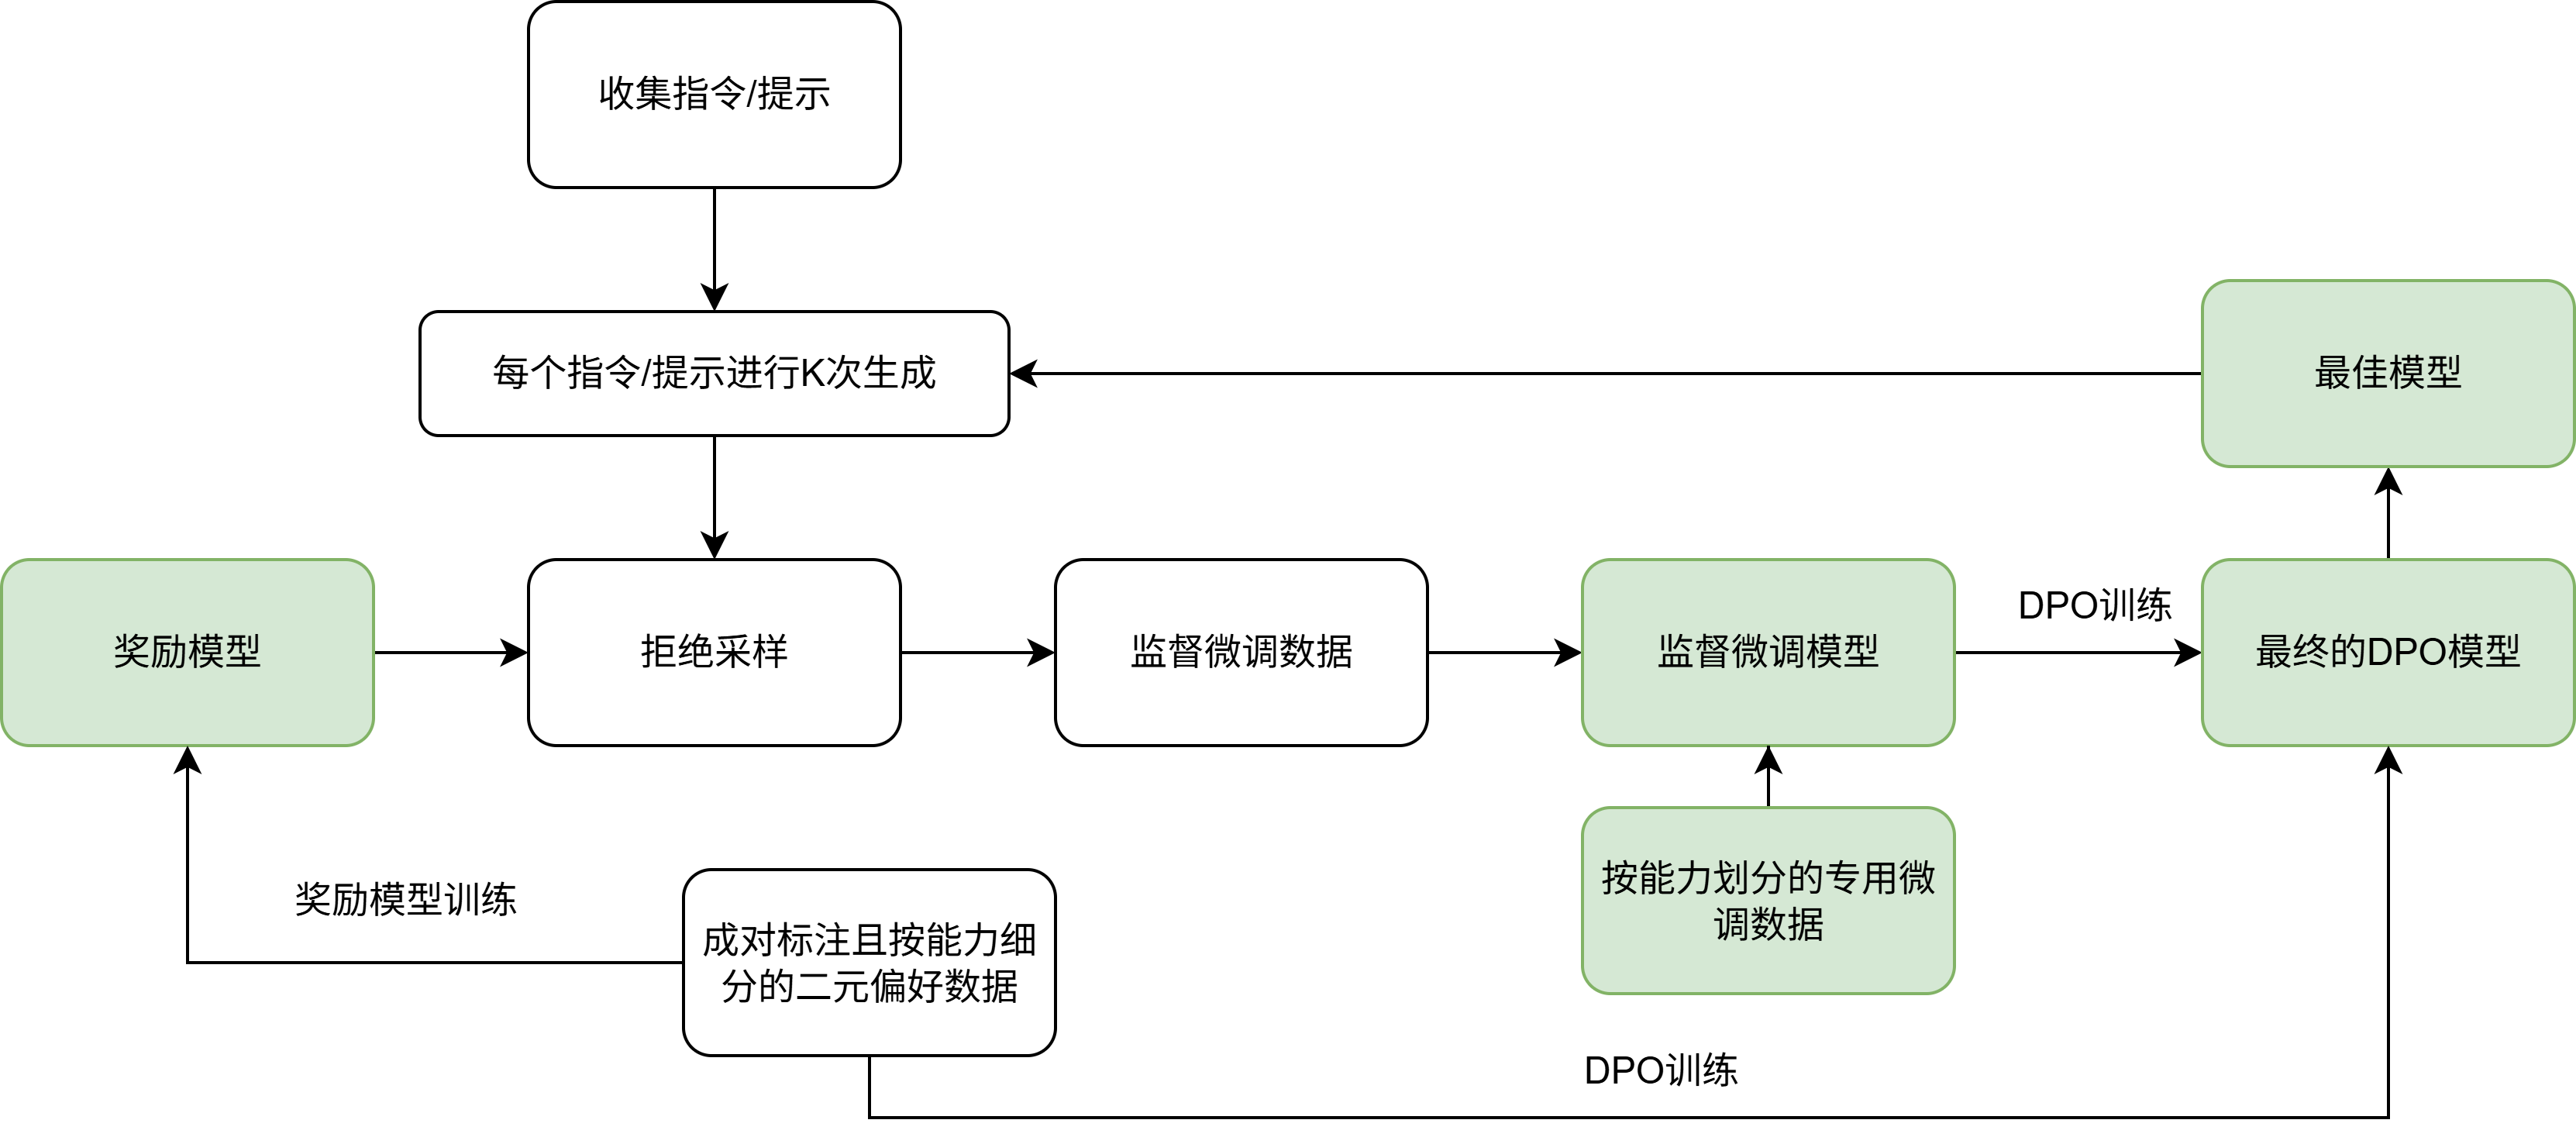 收集指令/提示
每个指令/提示进行K次生成
最佳模型
奖励模型
拒绝采样
监督微调数据
监督微调模型
DPO训练
最终的DPO模型
奖励模型训练
成对标注且按能力细
分的二元偏好数据
按能力划分的专用微
调数据
DPO训练